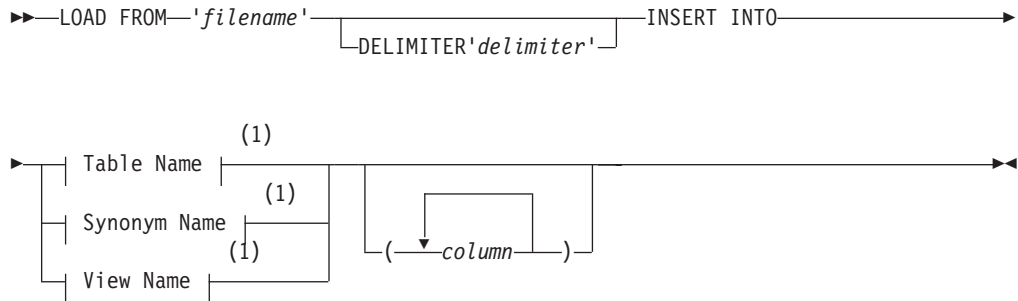 LOAD FROM 'filename' INSERT INTO
DELIMITER'delimiter'
(1)
Table Name
(1)
Synonym Name
(1)
( column )
View Name